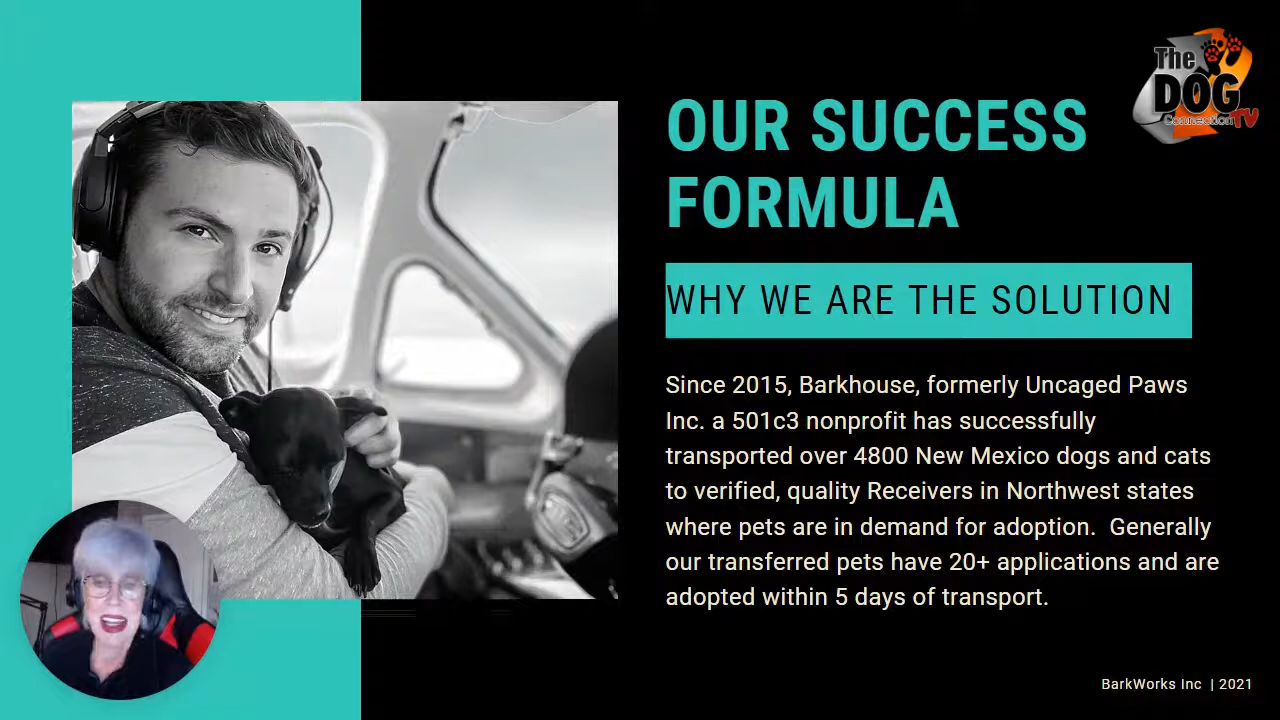 The
DOG
Connection TV
OUR SUCCESS
FORMULA
WHY WE ARE THE SOLUTION
Since 2015, Barkhouse, formerly Uncaged Paws
Inc. a 501c3 nonprofit has successfully
transported over 4800 New Mexico dogs and cats
to verified, quality Receivers in Northwest states
where pets are in demand for adoption.  Generally
our transferred pets have 20+ applications and are
adopted within 5 days of transport.
BarkWorks Inc | 2021